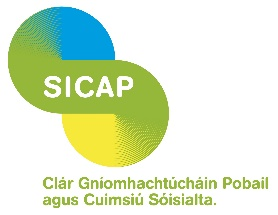 SICAP
Clár Gníomhachtúcháin Pobail
agus Cuimsiú Sóisialta.